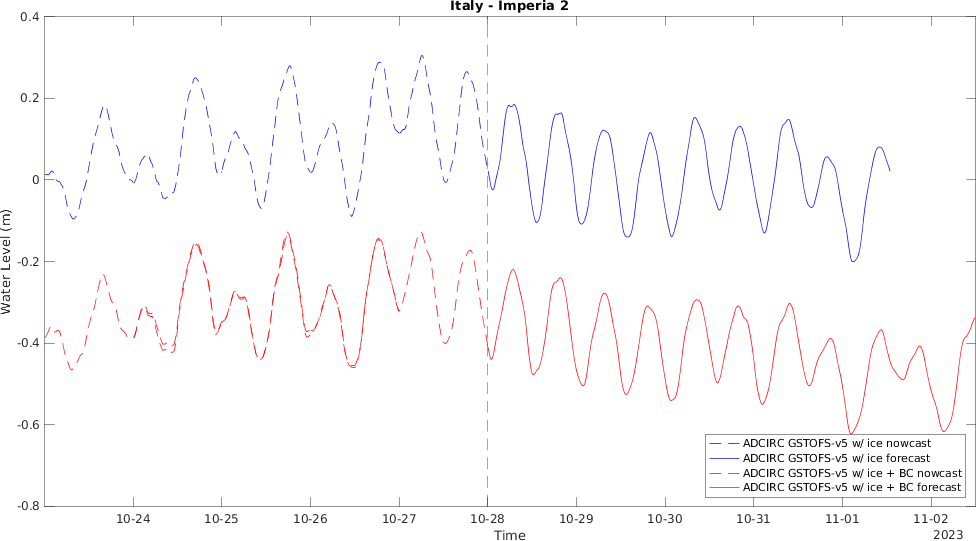 Italy - Imperia 2
0.4
0.2
0
-0.2
-0.4
-0.6
-0.8
Water Level (m)
ADCIRC GSTOFS-v5 w/ ice nowcast
ADCIRC GSTOFS-v5 w/ ice forecast
ADCIRC GSTOFS-v5 w/ ice + BC nowcast
ADCIRC GSTOFS-v5 w/ ice + BC forecast
10-24 10-25 10-26 10-27 10-28 10-29 10-30 10-31 11-01 11-02
Time
2023